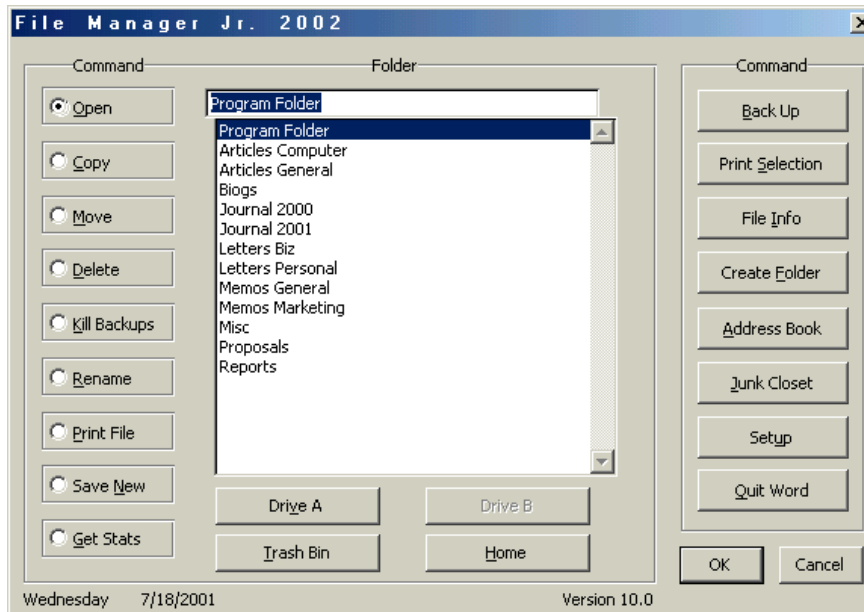 File Manager Jr. 2002
Command
Folder
Command
Open
Copy
Move
Delete
Kill Backups
Rename
Print File
Save New
Get Stats
Program Folder
Program Folder
Articles Computer
Articles General
Biogs
Journal 2000
Journal 2001
Letters Biz
Letters Personal
Memos General
Memos Marketing
Misc
Proposals
Reports
Drive A
Drive B
Trash Bin
Home
Back Up
Print Selection
File Info
Create Folder
Address Book
Junk Closet
Setup
Quit Word
OK
Cancel
Wednesday 7/18/2001
Version 10.0